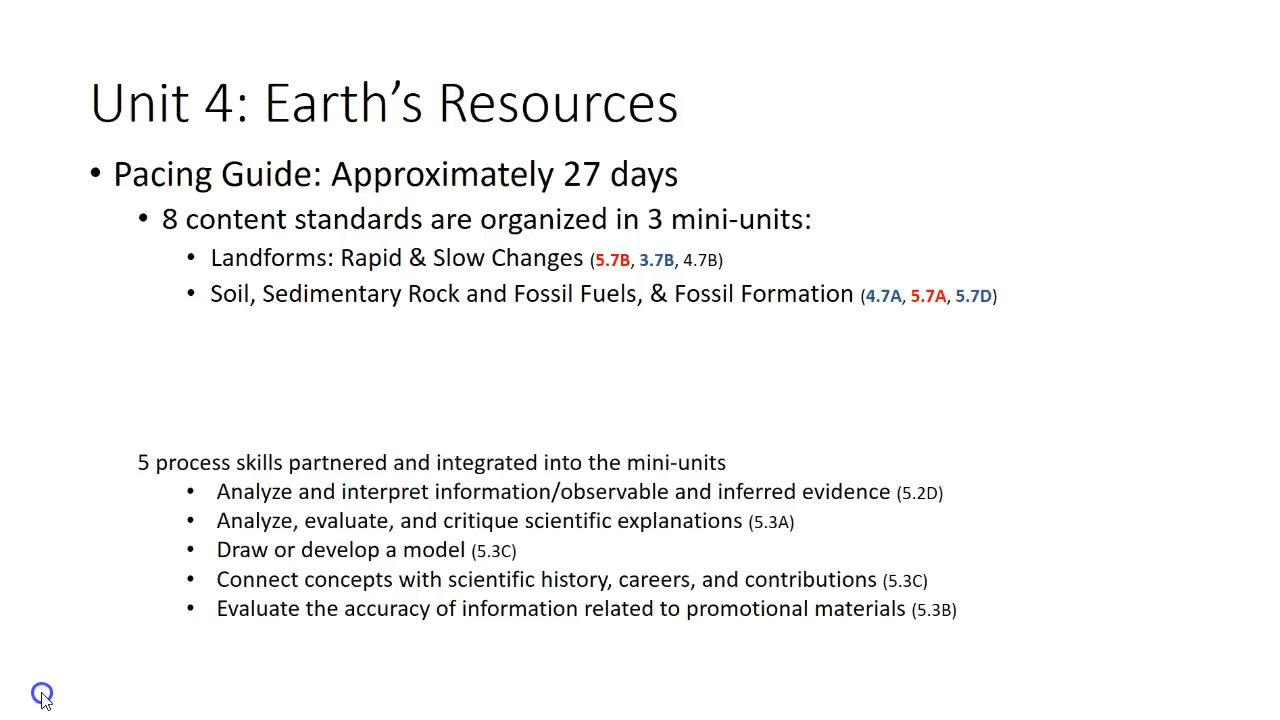 Unit 4: Earth’s Resources
• Pacing Guide: Approximately 27 days
• 8 content standards are organized in 3 mini-units:
• Landforms: Rapid & Slow Changes (5.7B, 3.7B, 4.7B)
• Soil, Sedimentary Rock and Fossil Fuels, & Fossil Formation (4.7A, 5.7A, 5.7D)
5 process skills partnered and integrated into the mini-units
• Analyze and interpret information/observable and inferred evidence (5.2D)
• Analyze, evaluate, and critique scientific explanations (5.3A)
• Draw or develop a model (5.3C)
• Connect concepts with scientific history, careers, and contributions (5.3C)
• Evaluate the accuracy of information related to promotional materials (5.3B)